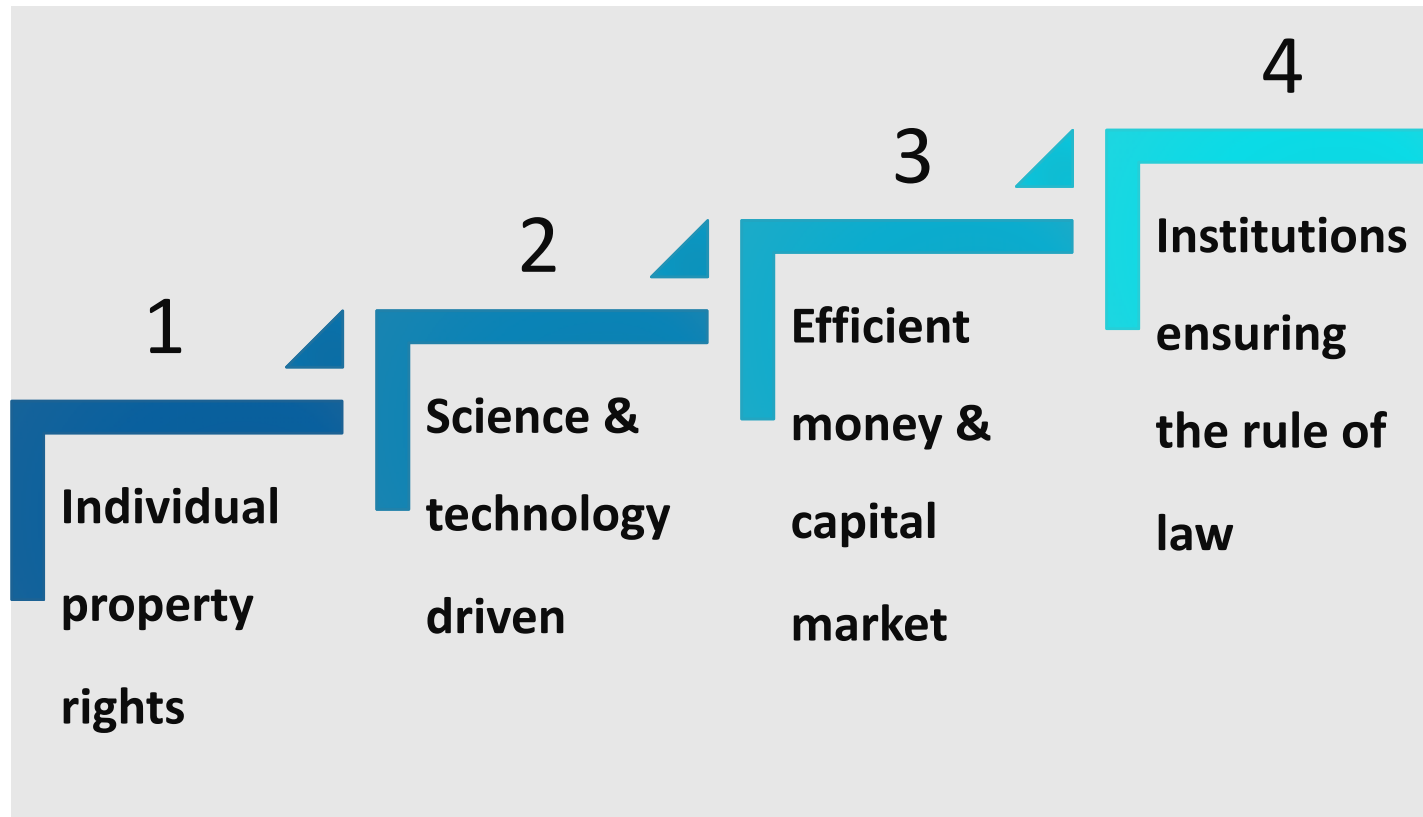 1
Individual
property
rights
2
Science &
technology
driven
3
Efficient
money &
capital
market
4
Institutions
ensuring
the rule of
law